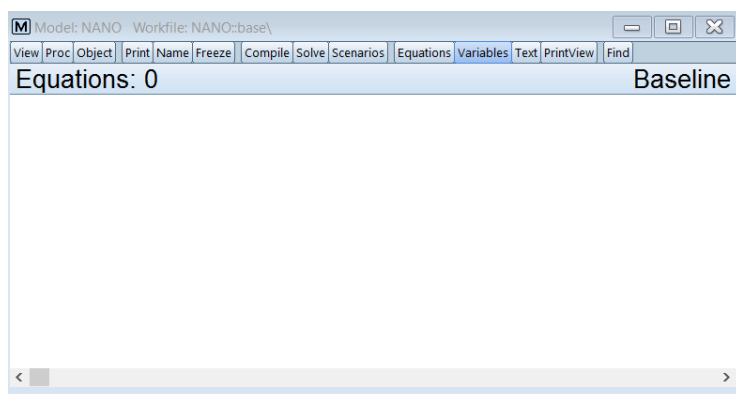 M Model: NANO Workfile: NANO::base\
View Proc Object Print Name Freeze Compile Solve Scenarios Equations Variables Text PrintView Find
Equations: 0 Baseline